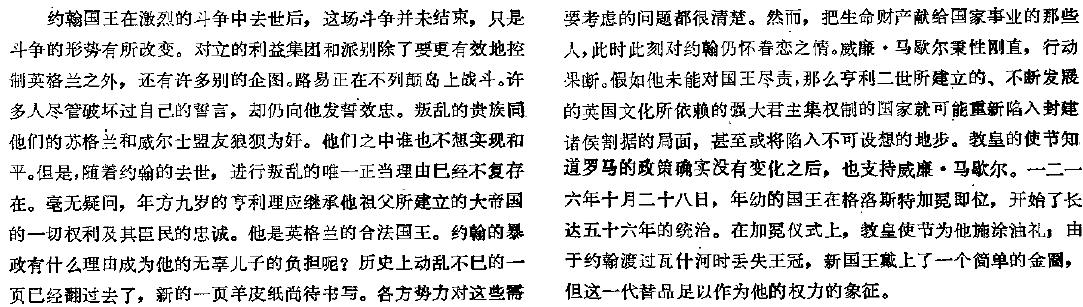 约翰国王在激烈的斗争中去世后，这场斗争并未结束，只是
斗争的形势有所改变。对立的利益集团和派别除了要更有效地控
制英格兰之外，还有许多别的企图。路易正在不列颠岛上战斗。许
多人尽管破坏过自己的誓言，却仍向他发誓效忠。叛乱的贵族同
他们的苏格兰和威尔士盟友狼狈为奸。他们之中谁也不想实现和
平。但是，随着约翰的去世，进行叛乱的唯一正当理由已经不复存
在。毫无疑问，年方九岁的亨利理应继承他祖父所建立的大帝国
的一切权利及其臣民的忠诚。他是英格兰的合法国王。约翰的暴
政有什么理由成为他的无辜儿子的负担呢？历史上动乱不已的一
页已经翻过去了，新的一页羊皮纸尚待书写。各方势力对这些需
要考虑的问题都很清楚。然而，把生命财产献给国家事业的那些
人，此时此刻对约翰仍怀眷恋之情。威廉·马歇尔秉性刚直，行动
果断。假如他未能对国王尽责，那么亨利二世所建立的、不断发展
的英国文化所依赖的强大君主集权制的国家就可能重新陷入封建
诸侯割据的局面，甚至或将陷入不可设想的地步。教皇的使节知
道罗马的政策确实没有变化之后，也支持威廉·马歇尔。一二一
六年十月二十八日，年幼的国王在格洛斯特加冕即位，开始了长
达五十六年的统治。在加冕仪式上，教皇使节为他施涂油礼；由
于约翰渡过瓦什河时丢失王冠，新国王戴上了一个简单的金圈，
但这一代替品足以作为他的权力的象征。